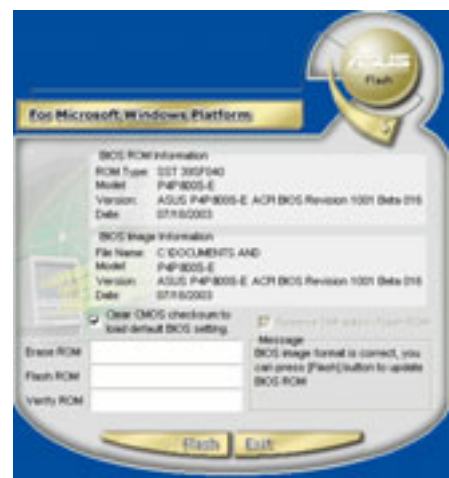 ASUS
Flash
For Microsoft Windows Platform
BIOS ROM Information
ROM Type: SST 39SF040
Model: P4P800S-E
Version: ASUS P4P800S-E ACPI BIOS Revision 1001 Beta 016
Date: 07/18/2003
BIOS Image Information
File Name: C:\DOCUMENTS AND
Model: P4P800S-E
Version: ASUS P4P800S-E ACPI BIOS Revision 1001 Beta 016
Date: 07/18/2003
Clear CMOS checksum to
load default BIOS setting.
Message
Erase ROM
BIOS image format is correct, you
can press [Flash] button to update
BIOS ROM
Flash ROM
Verify ROM
Flash
Exit